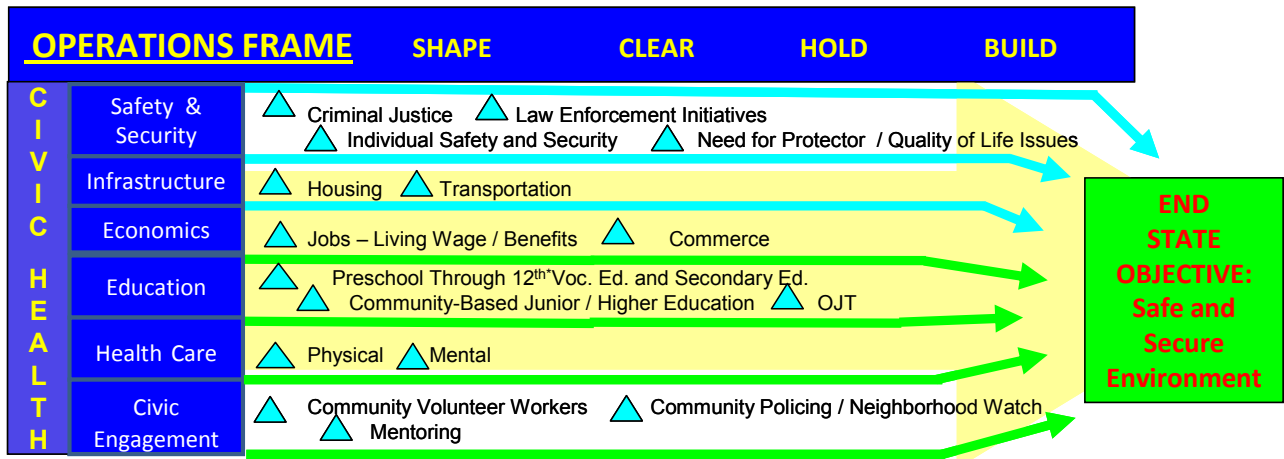 OPERATIONS FRAME SHAPE CLEAR HOLD BUILD
CIVIC HEALTH
Safety & Security
Criminal Justice Law Enforcement Initiatives
Individual Safety and Security Need for Protector / Quality of Life Issues
Infrastructure
Housing Transportation
Economics
Jobs – Living Wage / Benefits Commerce
Education
Preschool Through 12th*Voc. Ed. and Secondary Ed.
Community-Based Junior / Higher Education OJT
Health Care
Physical Mental
Civic
Engagement
Community Volunteer Workers Community Policing / Neighborhood Watch
Mentoring
END
STATE
OBJECTIVE:
Safe and
Secure
Environment